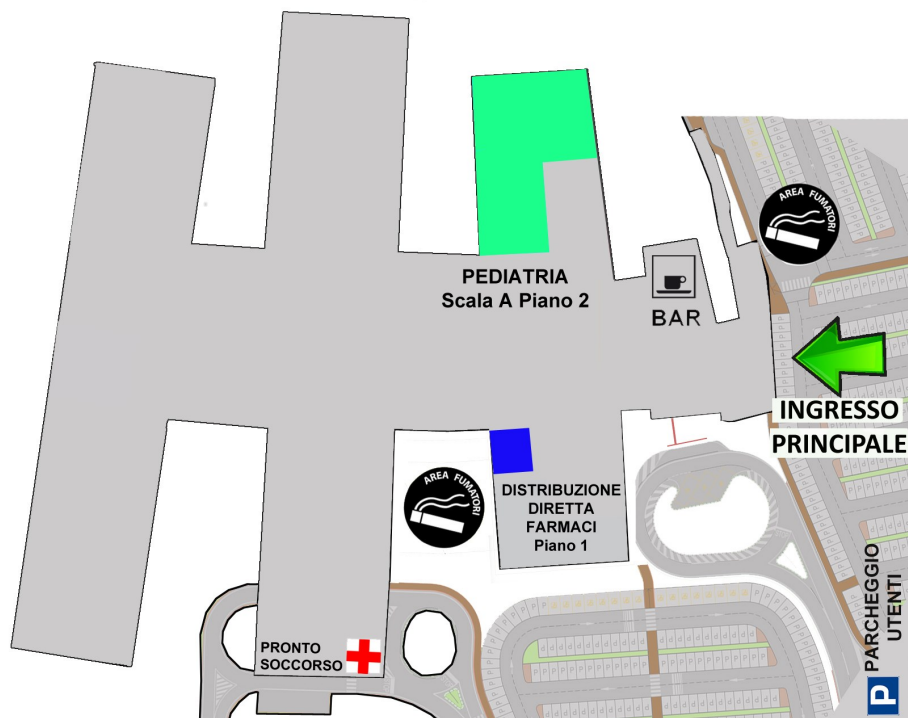 AREA FUMATORI
PEDIATRIA
Scala A Piano 2
BAR
INGRESSO
PRINCIPALE
AREA FUMATORI
DISTRIBUZIONE
DIRETTA
FARMACI
Piano 1
PRONTO
SOCCORSO
P PARCHEGGIO
UTENTI